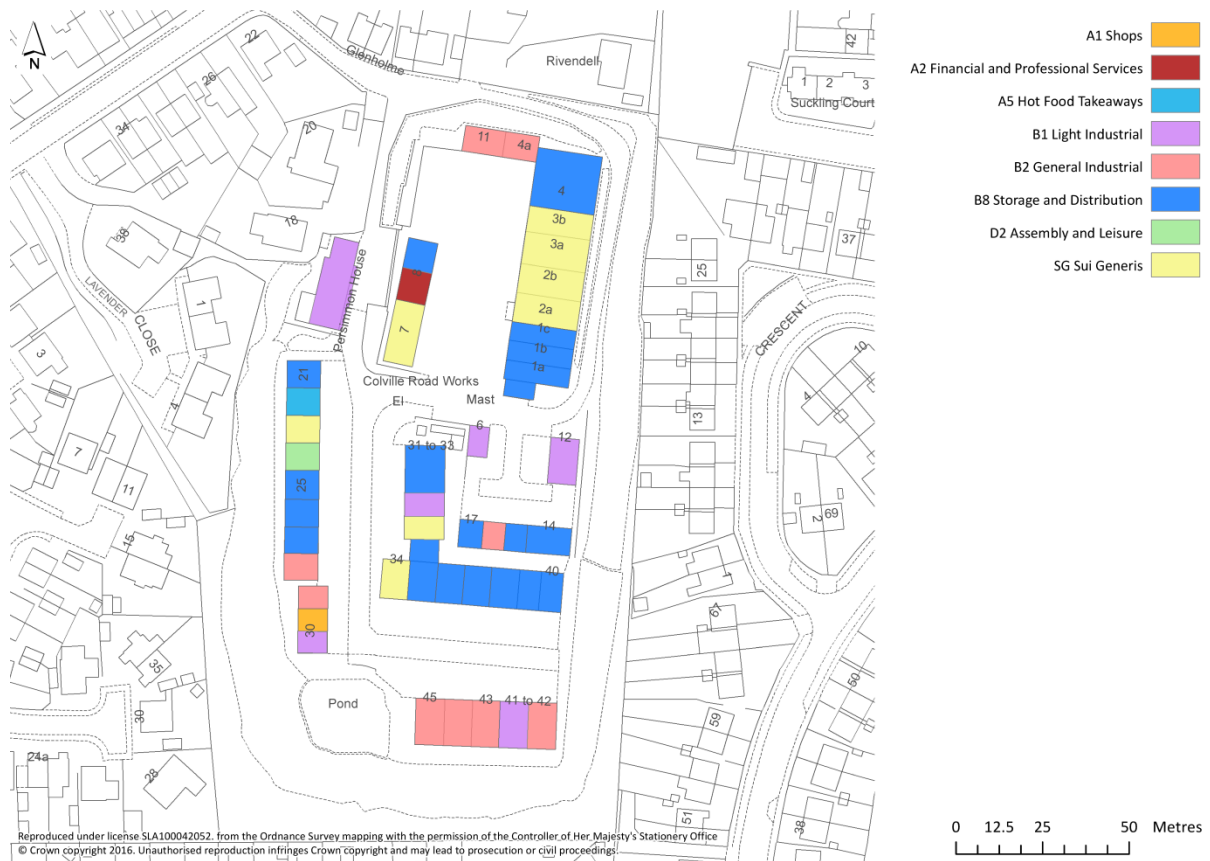 N
22
Glenholme
Rivendell
42
1 2 3
Suckling Court
26
34
20
11
4a
4
3b
3a
2b
2a
1c
1b
1a
18
38
Persimmon House
7
37
25
LAVENDER
CLOSE
1
3
4
CRESCENT
10
4
Colville Road Works
El
Mast
21
6
12
31 to 33
13
7
11
25
17
14
2
69
15
34
40
1
67
30
35
30
Pond
45
43
41 to 42
59
50
24a
28
51
38
A1 Shops
A2 Financial and Professional Services
A5 Hot Food Takeaways
B1 Light Industrial
B2 General Industrial
B8 Storage and Distribution
D2 Assembly and Leisure
SG Sui Generis
Reproduced under license SLA100042052. from the Ordnance Survey mapping with the permission of the Controller of Her Majesty's Stationery Office
© Crown copyright 2016. Unauthorised reproduction infringes Crown copyright and may lead to prosecution or civil proceedings.
0 12.5 25 50 Metres